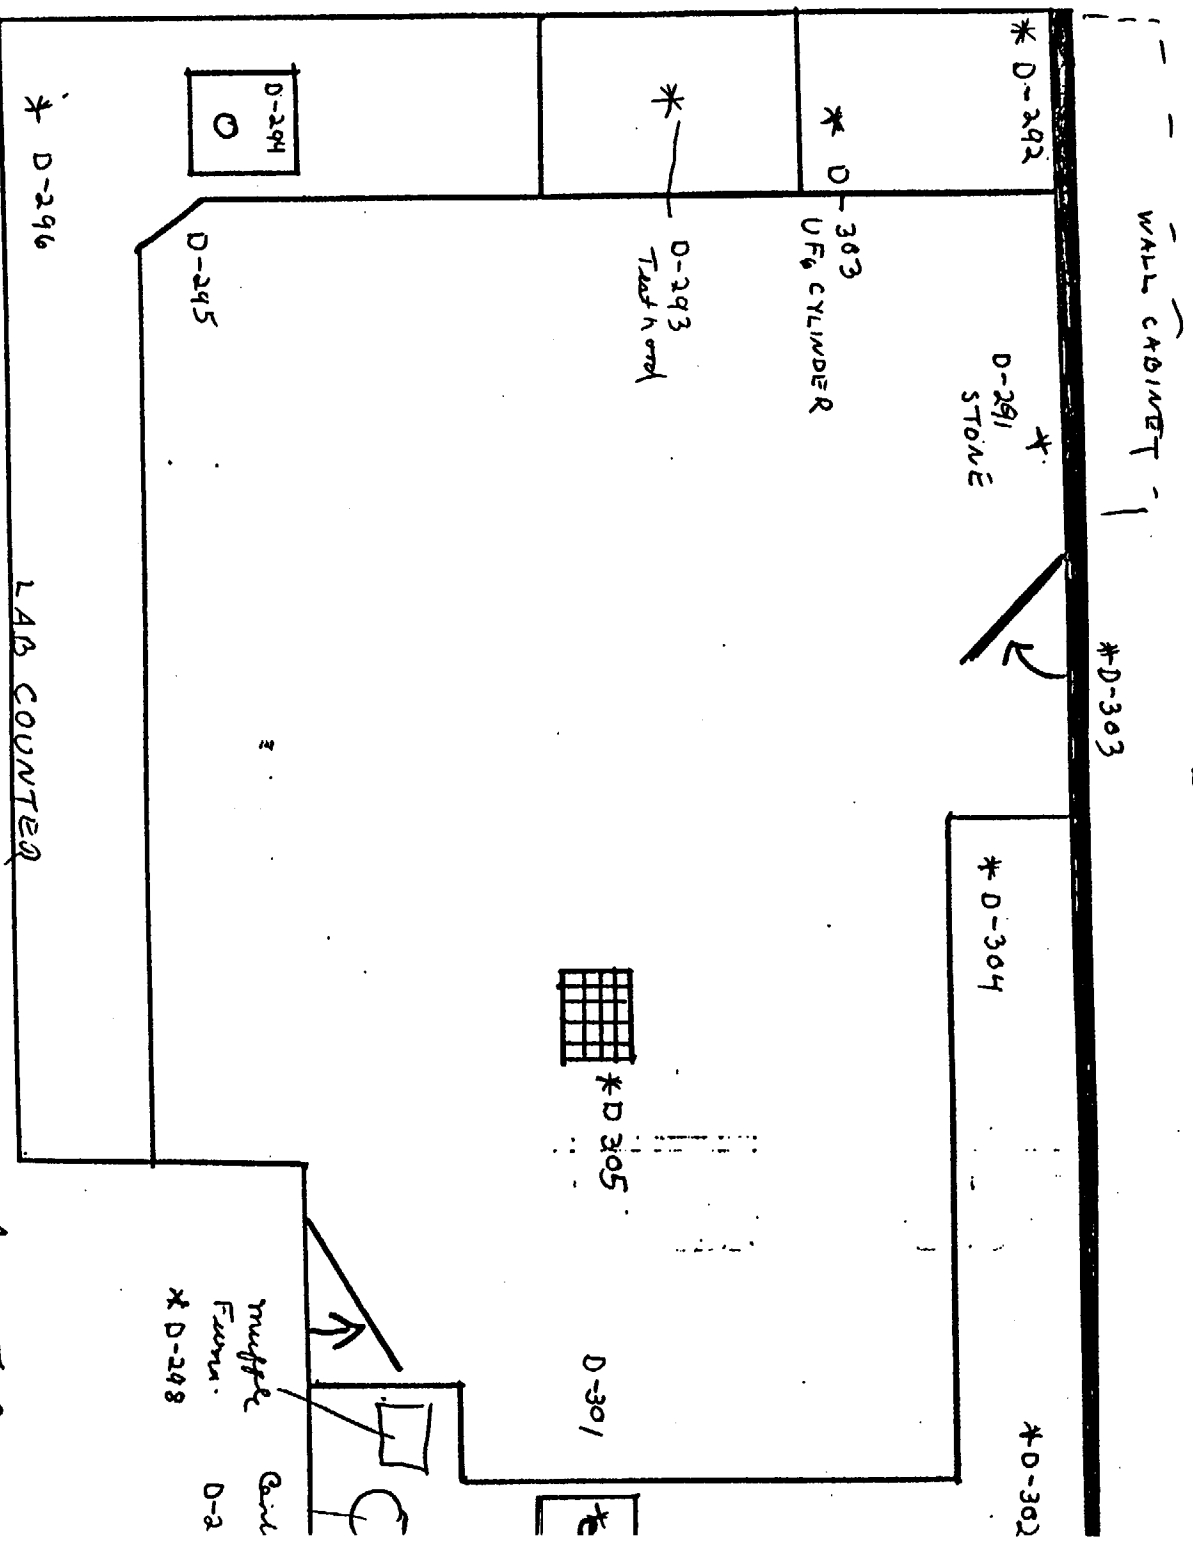 WALL CABINET
* D-292
* D-303
UF6 CYLINDER
*
D-293
Test hood
D-294
O
D-295
* D-296
D-291 *
STONE
*D-303
LAB COUNTER
* D-304
*D 305
muffle
Furn.
* D-298
D-2
D-301
*D-302